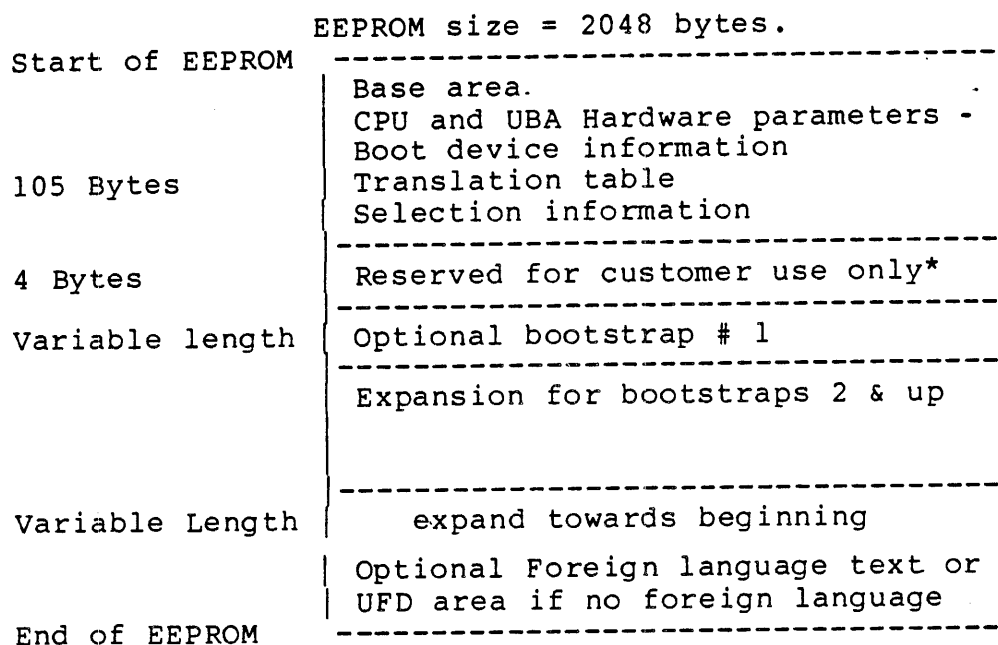 EEPROM size = 2048 bytes.
Start of EEPROM
Base area.
CPU and UBA Hardware parameters -
Boot device information
105 Bytes Translation table
Selection information
4 Bytes Reserved for customer use only*
Variable length Optional bootstrap # 1
Expansion for bootstraps 2 & up
Variable Length expand towards beginning
Optional Foreign language text or
UFD area if no foreign language
End of EEPROM